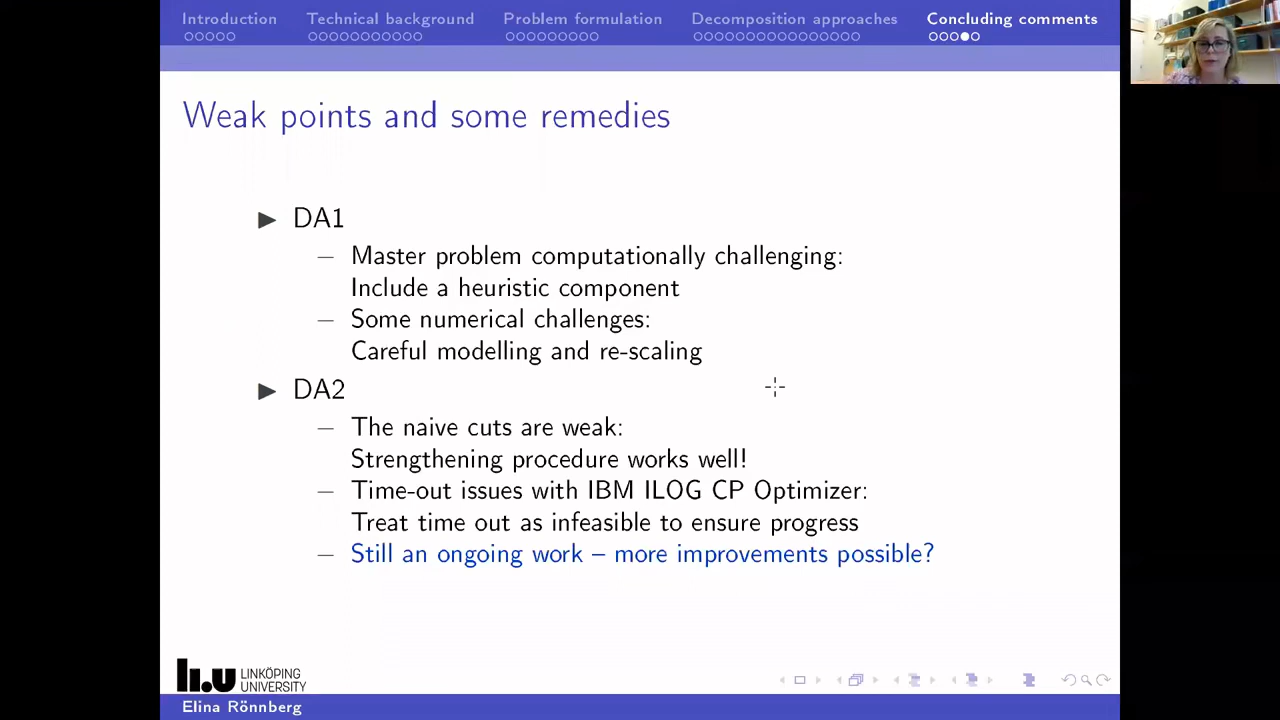 Introduction Technical background Problem formulation Decomposition approaches Concluding comments
Weak points and some remedies
DA1
– Master problem computationally challenging:
Include a heuristic component
– Some numerical challenges:
Careful modelling and re-scaling
DA2
– The naive cuts are weak:
Strengthening procedure works well!
– Time-out issues with IBM ILOG CP Optimizer:
Treat time out as infeasible to ensure progress
– Still an ongoing work – more improvements possible?
li.u LINKÖPING
UNIVERSITY
Elina Rönnberg